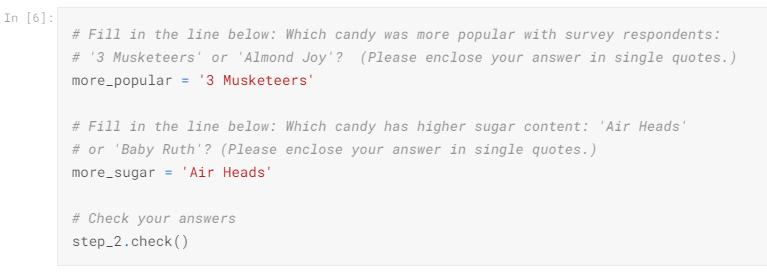 In [6]:
# Fill in the line below: Which candy was more popular with survey respondents:
# '3 Musketeers' or 'Almond Joy'?  (Please enclose your answer in single quotes.)
more_popular = '3 Musketeers'
# Fill in the line below: Which candy has higher sugar content: 'Air Heads'
# or 'Baby Ruth'? (Please enclose your answer in single quotes.)
more_sugar = 'Air Heads'
# Check your answers
step_2.check()